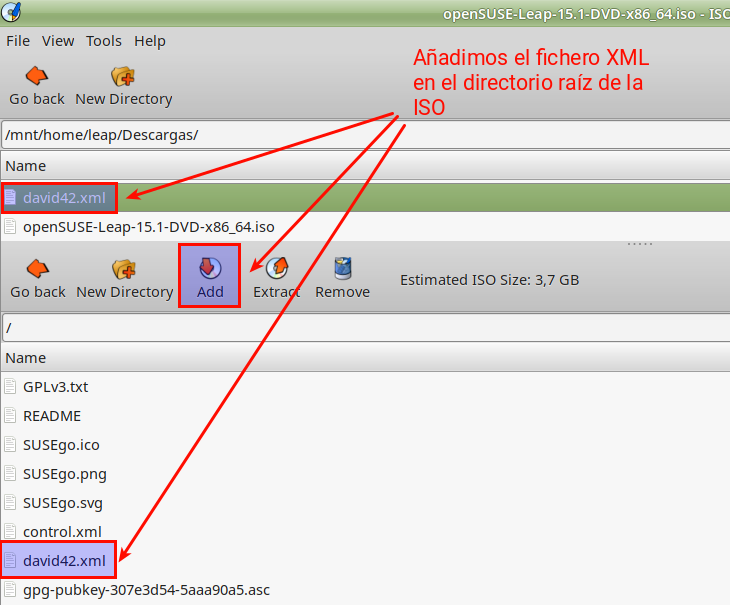 openSUSE-Leap-15.1-DVD-x86_64.iso - ISO
File View Tools Help
Añadimos el fichero XML
en el directorio raíz de la
ISO
Go back New Directory
/mnt/home/leap/Descargas/
Name
david42.xml
openSUSE-Leap-15.1-DVD-x86_64.iso
Go back New Directory Add Extract Remove Estimated ISO Size: 3,7 GB
/
Name
GPLv3.txt
README
SUSEgo.ico
SUSEgo.png
SUSEgo.svg
control.xml
david42.xml
gpg-pubkey-307e3d54-5aaa90a5.asc